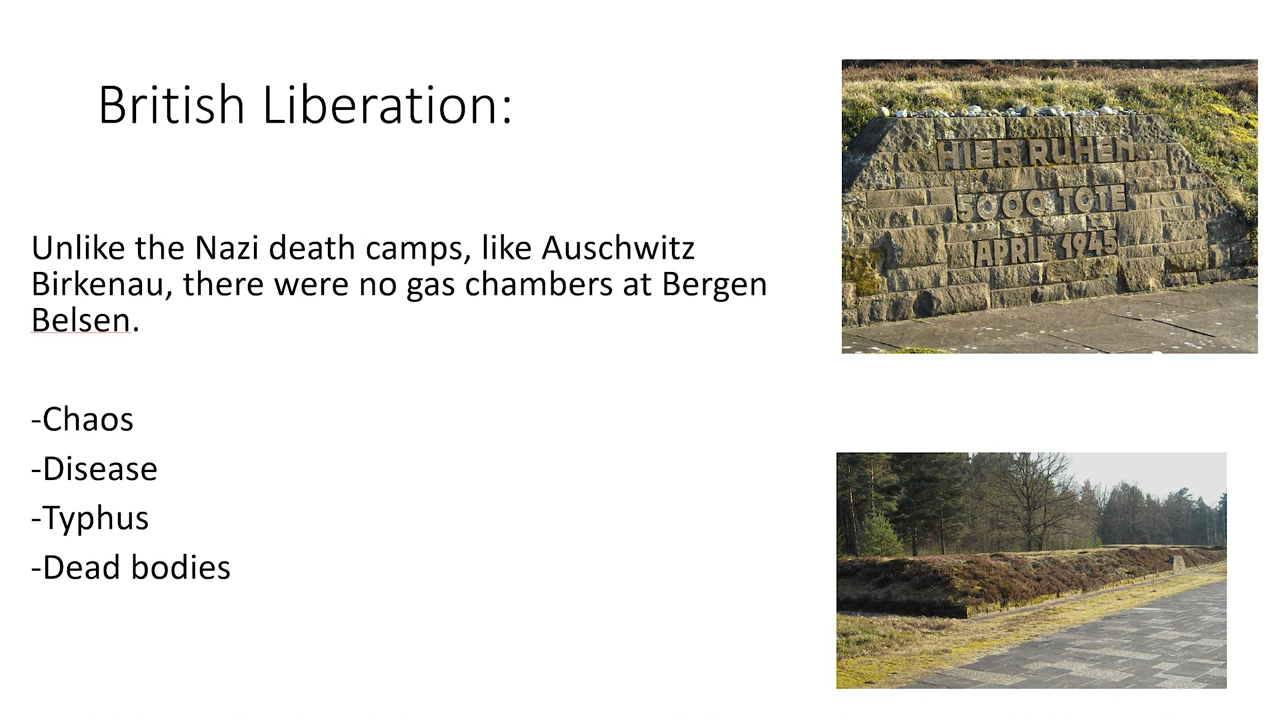 British Liberation:
Unlike the Nazi death camps, like Auschwitz
Birkenau, there were no gas chambers at Bergen
Belsen.
-Chaos
-Disease
-Typhus
-Dead bodies
HIER RUHEN
5000 TOTE
APRIL 1945